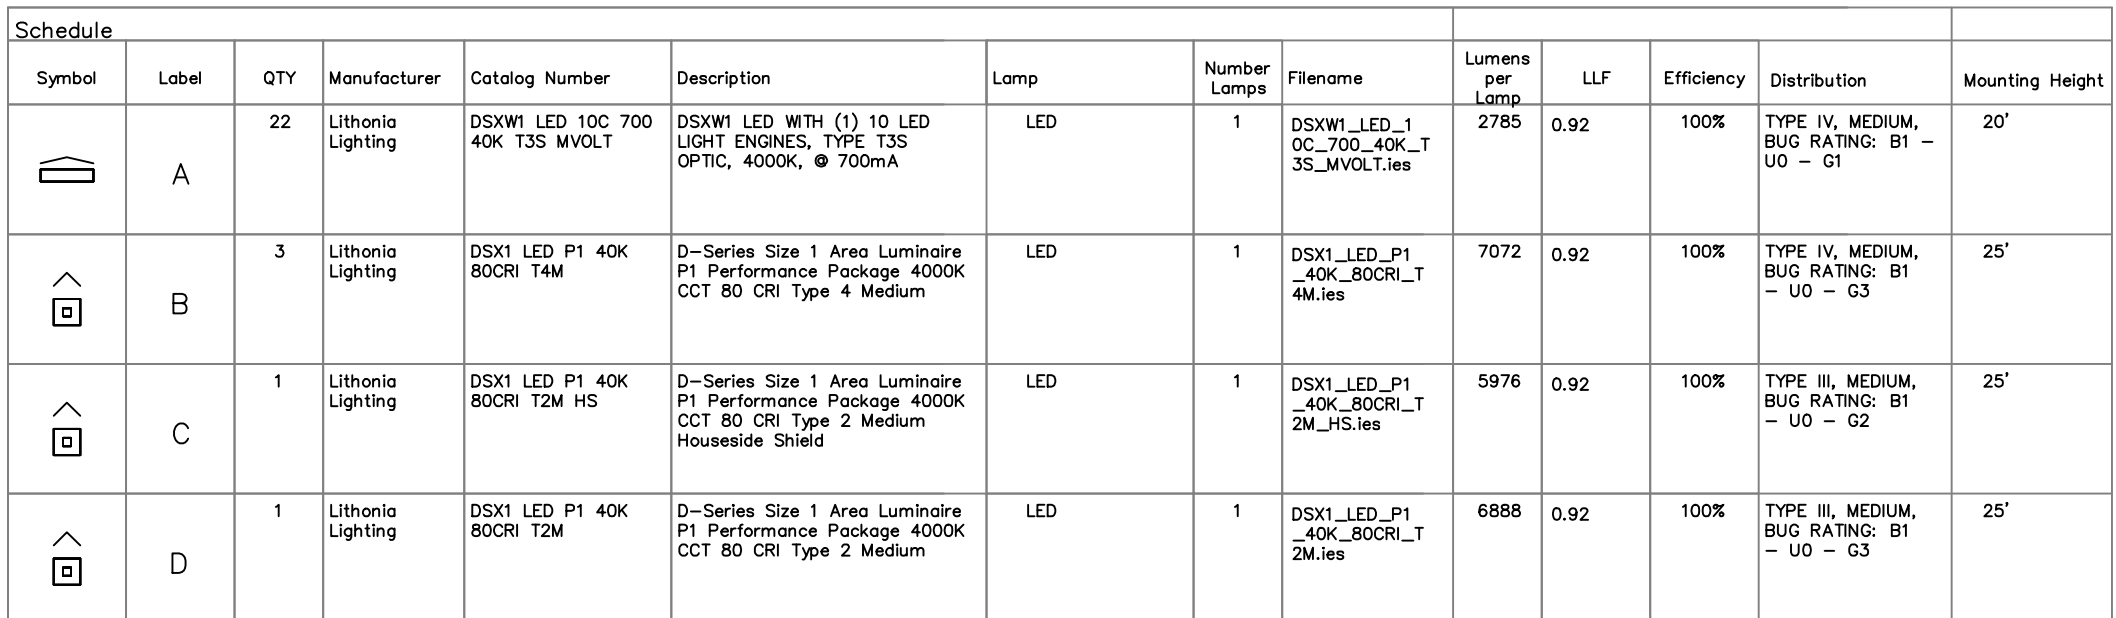 Schedule
Symbol Label QTY Manufacturer Catalog Number Description Lamp Number Lamps Filename Lumens per Lamp LLF Efficiency Distribution Mounting Height
A
22
Lithonia
Lighting
DSXW1 LED 10C 700
40K T3S MVOLT
DSXW1 LED WITH (1) 10 LED
LIGHT ENGINES, TYPE T3S
OPTIC, 4000K, @ 700mA
LED
1
DSXW1_LED_1
0C_700_40K_T
3S_MVOLT.ies
2785
0.92
100%
TYPE IV, MEDIUM,
BUG RATING: B1 –
U0 – G1
20'
B
3
Lithonia
Lighting
DSX1 LED P1 40K
80CRI T4M
D–Series Size 1 Area Luminaire
P1 Performance Package 4000K
CCT 80 CRI Type 4 Medium
LED
1
DSX1_LED_P1
_40K_80CRI_T
4M.ies
7072
0.92
100%
TYPE IV, MEDIUM,
BUG RATING: B1
– U0 – G3
25'
C
1
Lithonia
Lighting
DSX1 LED P1 40K
80CRI T2M HS
D–Series Size 1 Area Luminaire
P1 Performance Package 4000K
CCT 80 CRI Type 2 Medium
Houseside Shield
LED
1
DSX1_LED_P1
_40K_80CRI_T
2M_HS.ies
5976
0.92
100%
TYPE III, MEDIUM,
BUG RATING: B1
– U0 – G2
25'
D
1
Lithonia
Lighting
DSX1 LED P1 40K
80CRI T2M
D–Series Size 1 Area Luminaire
P1 Performance Package 4000K
CCT 80 CRI Type 2 Medium
LED
1
DSX1_LED_P1
_40K_80CRI_T
2M.ies
6888
0.92
100%
TYPE III, MEDIUM,
BUG RATING: B1
– U0 – G3
25'